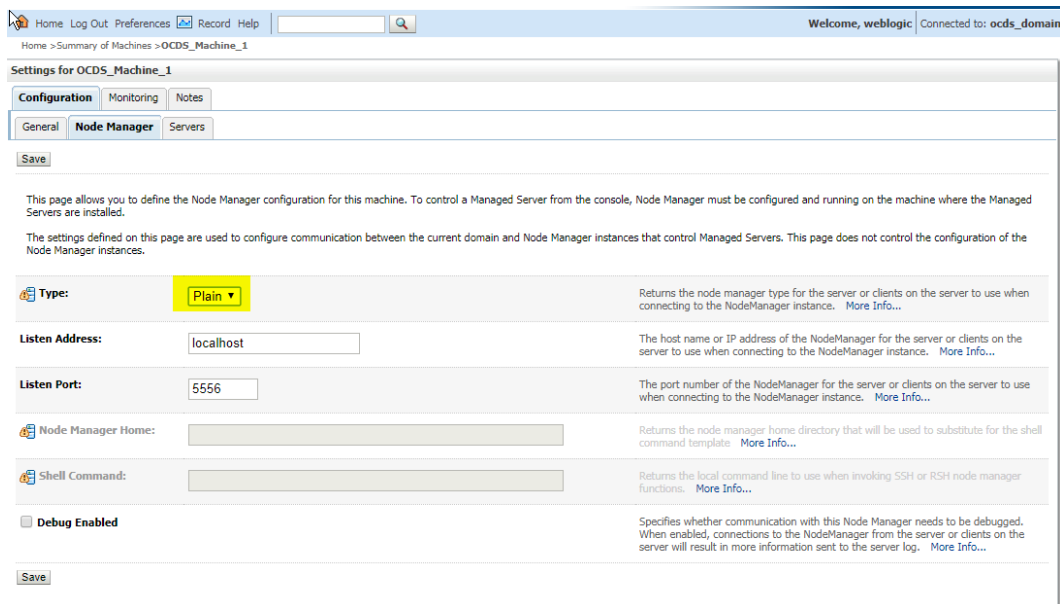 Home Log Out Preferences Record Help
Welcome, weblogic Connected to: ocds_domain
Home >Summary of Machines >OCDS_Machine_1
Settings for OCDS_Machine_1
Configuration Monitoring Notes
General Node Manager Servers
Save
This page allows you to define the Node Manager configuration for this machine. To control a Managed Server from the console, Node Manager must be configured and running on the machine where the Managed
Servers are installed.
The settings defined on this page are used to configure communication between the current domain and Node Manager instances that control Managed Servers. This page does not control the configuration of the
Node Manager instances.
Type:
Plain
Returns the node manager type for the server or clients on the server to use when
connecting to the NodeManager instance. More Info...
Listen Address:
localhost
The host name or IP address of the NodeManager for the server or clients on the
server to use when connecting to the NodeManager instance. More Info...
Listen Port:
5556
The port number of the NodeManager for the server or clients on the server to use
when connecting to the NodeManager instance. More Info...
Node Manager Home:
Returns the node manager home directory that will be used to substitute for the shell
command template More Info...
Shell Command:
Returns the local command line to use when invoking SSH or RSH node manager
functions. More Info...
Debug Enabled
Specifies whether communication with this Node Manager needs to be debugged.
When enabled, connections to the NodeManager from the server or clients on the
server will result in more information sent to the server log. More Info...
Save